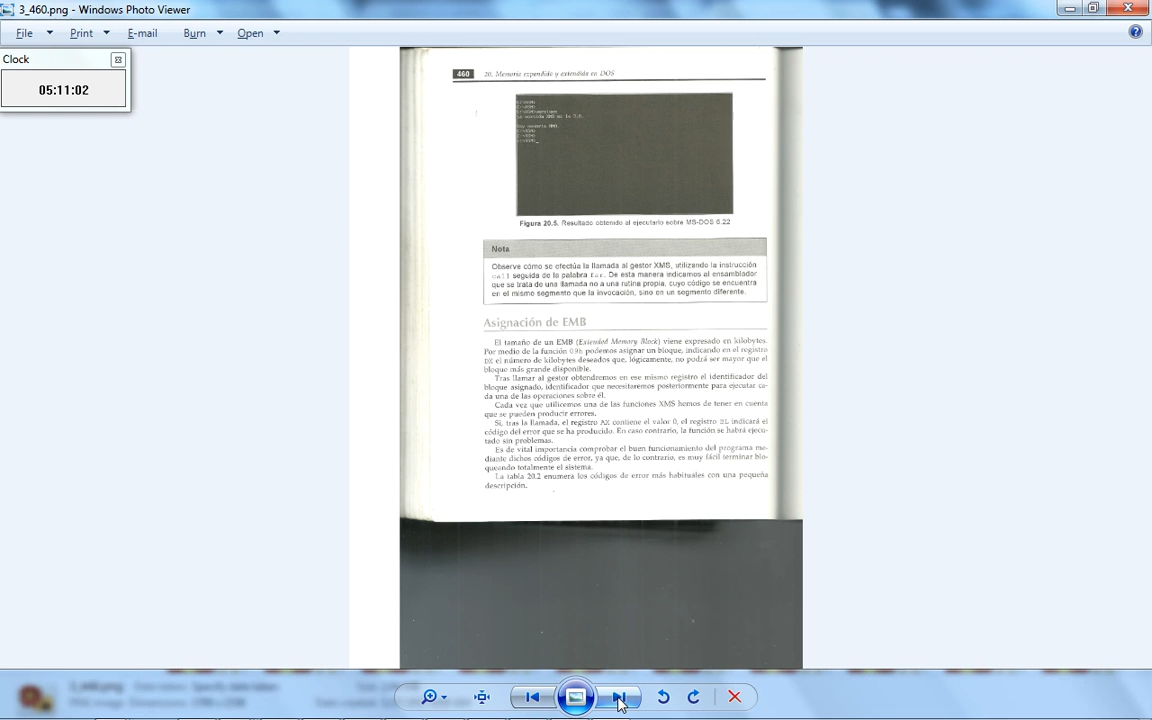 3_460.png - Windows Photo Viewer
File Print E-mail Burn Open
Clock
05:11:02
460 20. Memoria expandida y extendida en DOS
Figura 20.5. Resultado obtenido al ejecutarlo sobre MS-DOS 6.22
Nota
Observe cómo se efectúa la llamada al gestor XMS, utilizando la instrucción
call seguida de la palabra far. De esta manera indicamos al ensamblador
que se trata de una llamada no a una rutina propia, cuyo código se encuentra
en el mismo segmento que la invocación, sino en un segmento diferente.
Asignación de EMB
El tamaño de un EMB (Extended Memory Block) viene expresado en kilobytes.
Por medio de la función 09h podemos asignar un bloque, indicando en el registro
DX el número de kilobytes deseados que, lógicamente, no podrá ser mayor que el
bloque más grande disponible.
Tras llamar al gestor obtendremos en ese mismo registro el identificador del
bloque asignado, identificador que necesitaremos posteriormente para ejecutar ca-
da una de las operaciones sobre él.
Cada vez que utilicemos una de las funciones XMS hemos de tener en cuenta
que se pueden producir errores.
Si, tras la llamada, el registro AX contiene el valor 0, el registro BL indicará el
código del error que se ha producido. En caso contrario, la función se habrá ejecu-
tado sin problemas.
Es de vital importancia comprobar el buen funcionamiento del programa me-
diante dichos códigos de error, ya que, de lo contrario, es muy fácil terminar blo-
queando totalmente el sistema.
La tabla 20.2 enumera los códigos de error más habituales con una pequeña
descripción.